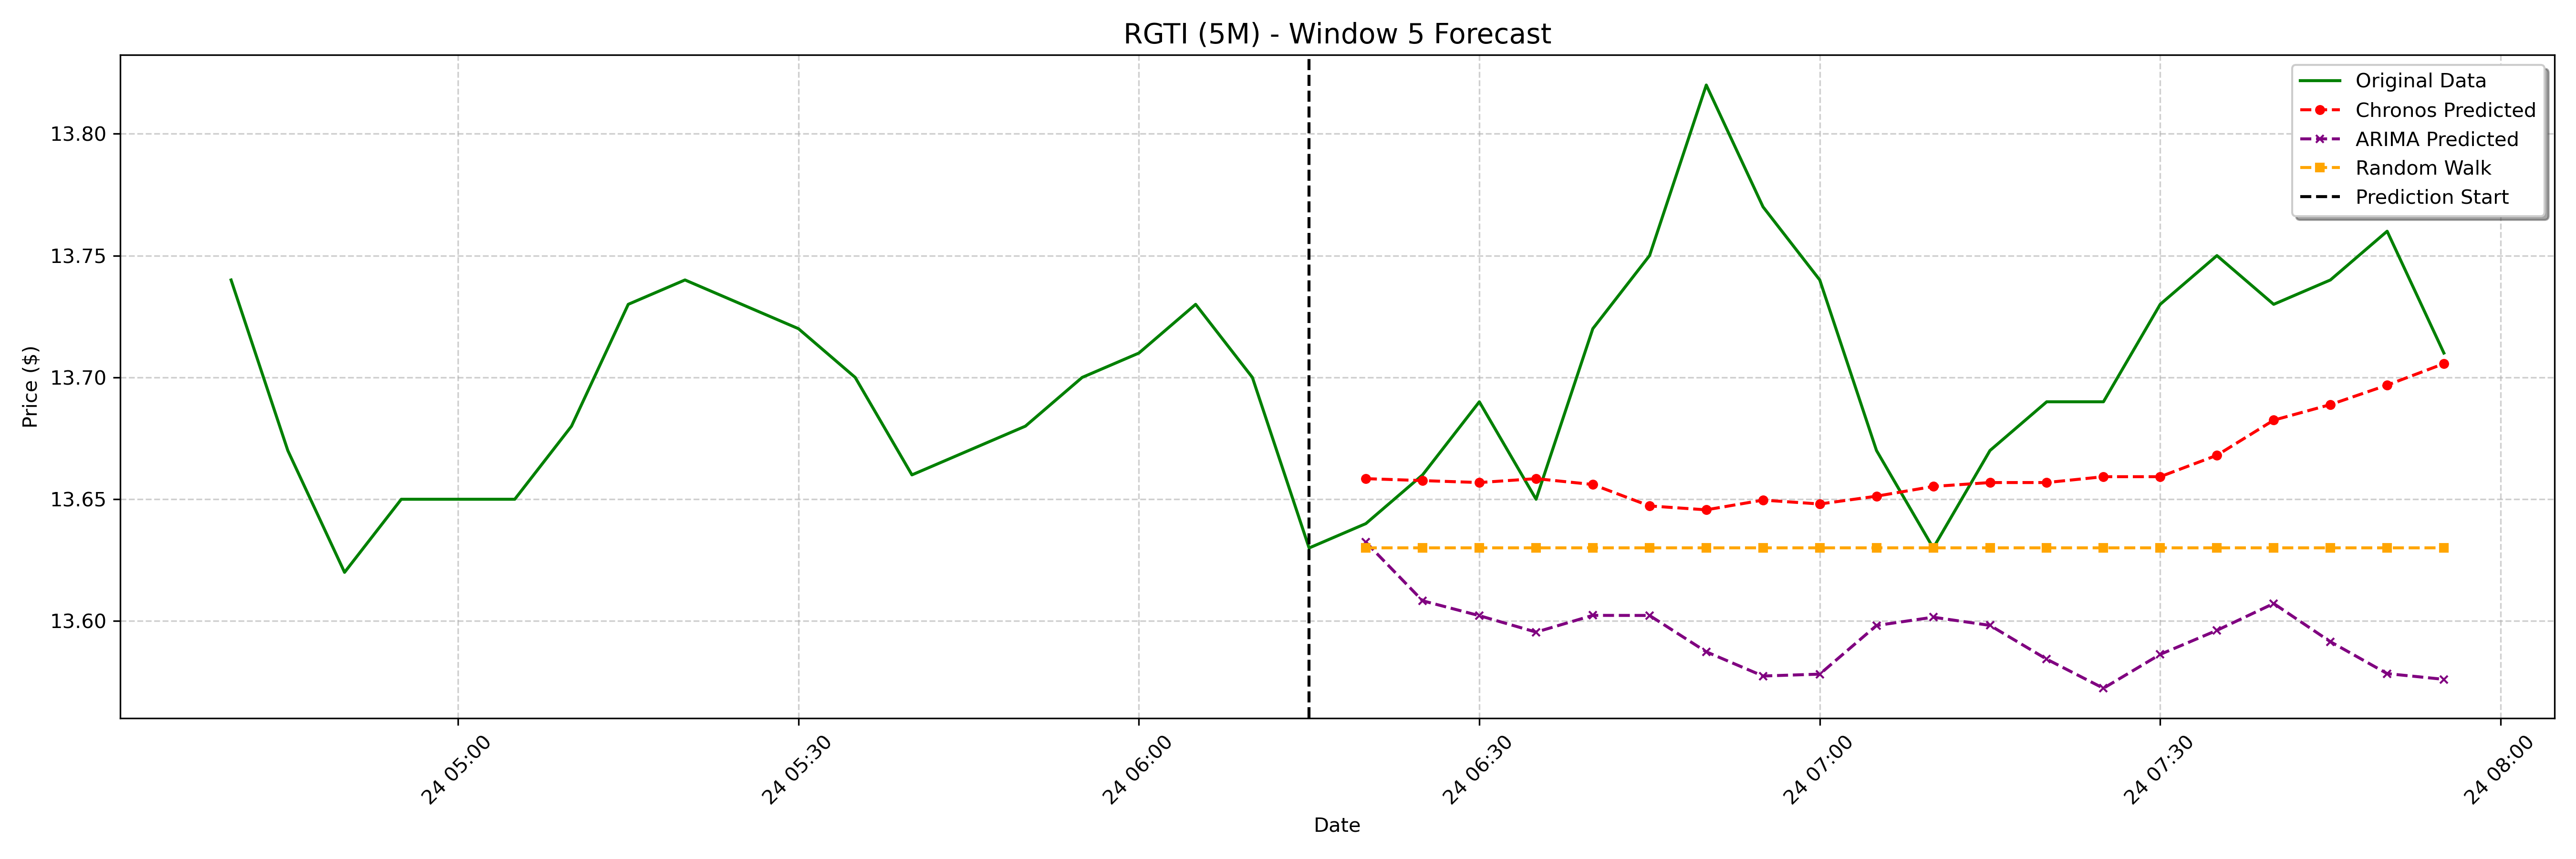 RGTI (5M) - Window 5 Forecast
Original Data
Chronos Predicted
ARIMA Predicted
Random Walk
Prediction Start
Price ($)
13.80
13.75
13.70
13.65
13.60
24 05:00
24 05:30
24 06:00
24 06:30
24 07:00
24 07:30
24 08:00
Date